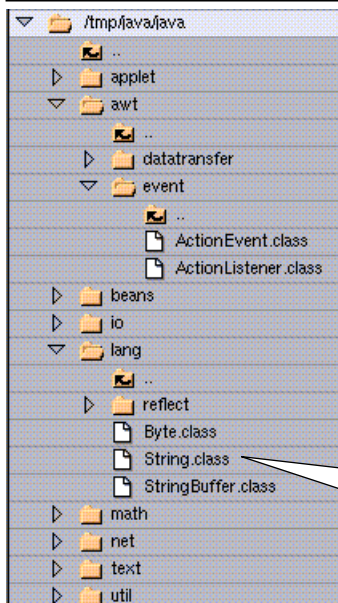 /tmp/java/java
..
applet
awt
..
datatransfer
event
..
ActionEvent.class
ActionListener.class
beans
io
lang
..
reflect
Byte.class
String.class
StringBuffer.class
math
net
text
util